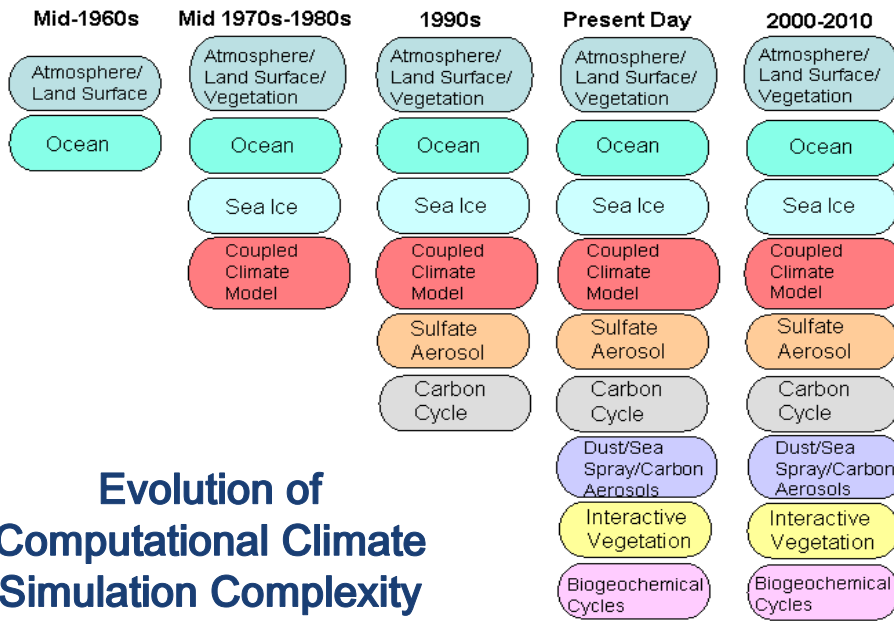 Mid-1960s
Atmosphere/
Land Surface
Ocean
Mid 1970s-1980s
Atmosphere/
Land Surface/
Vegetation
Ocean
Sea Ice
Coupled
Climate
Model
1990s
Atmosphere/
Land Surface/
Vegetation
Ocean
Sea Ice
Coupled
Climate
Model
Sulfate
Aerosol
Carbon
Cycle
Present Day
Atmosphere/
Land Surface/
Vegetation
Ocean
Sea Ice
Coupled
Climate
Model
Sulfate
Aerosol
Carbon
Cycle
Dust/Sea
Spray/Carbon
Aerosols
Interactive
Vegetation
Biogeochemical
Cycles
2000-2010
Atmosphere/
Land Surface/
Vegetation
Ocean
Sea Ice
Coupled
Climate
Model
Sulfate
Aerosol
Carbon
Cycle
Dust/Sea
Spray/Carbon
Aerosols
Interactive
Vegetation
Biogeochemical
Cycles
Evolution of
Computational Climate
Simulation Complexity